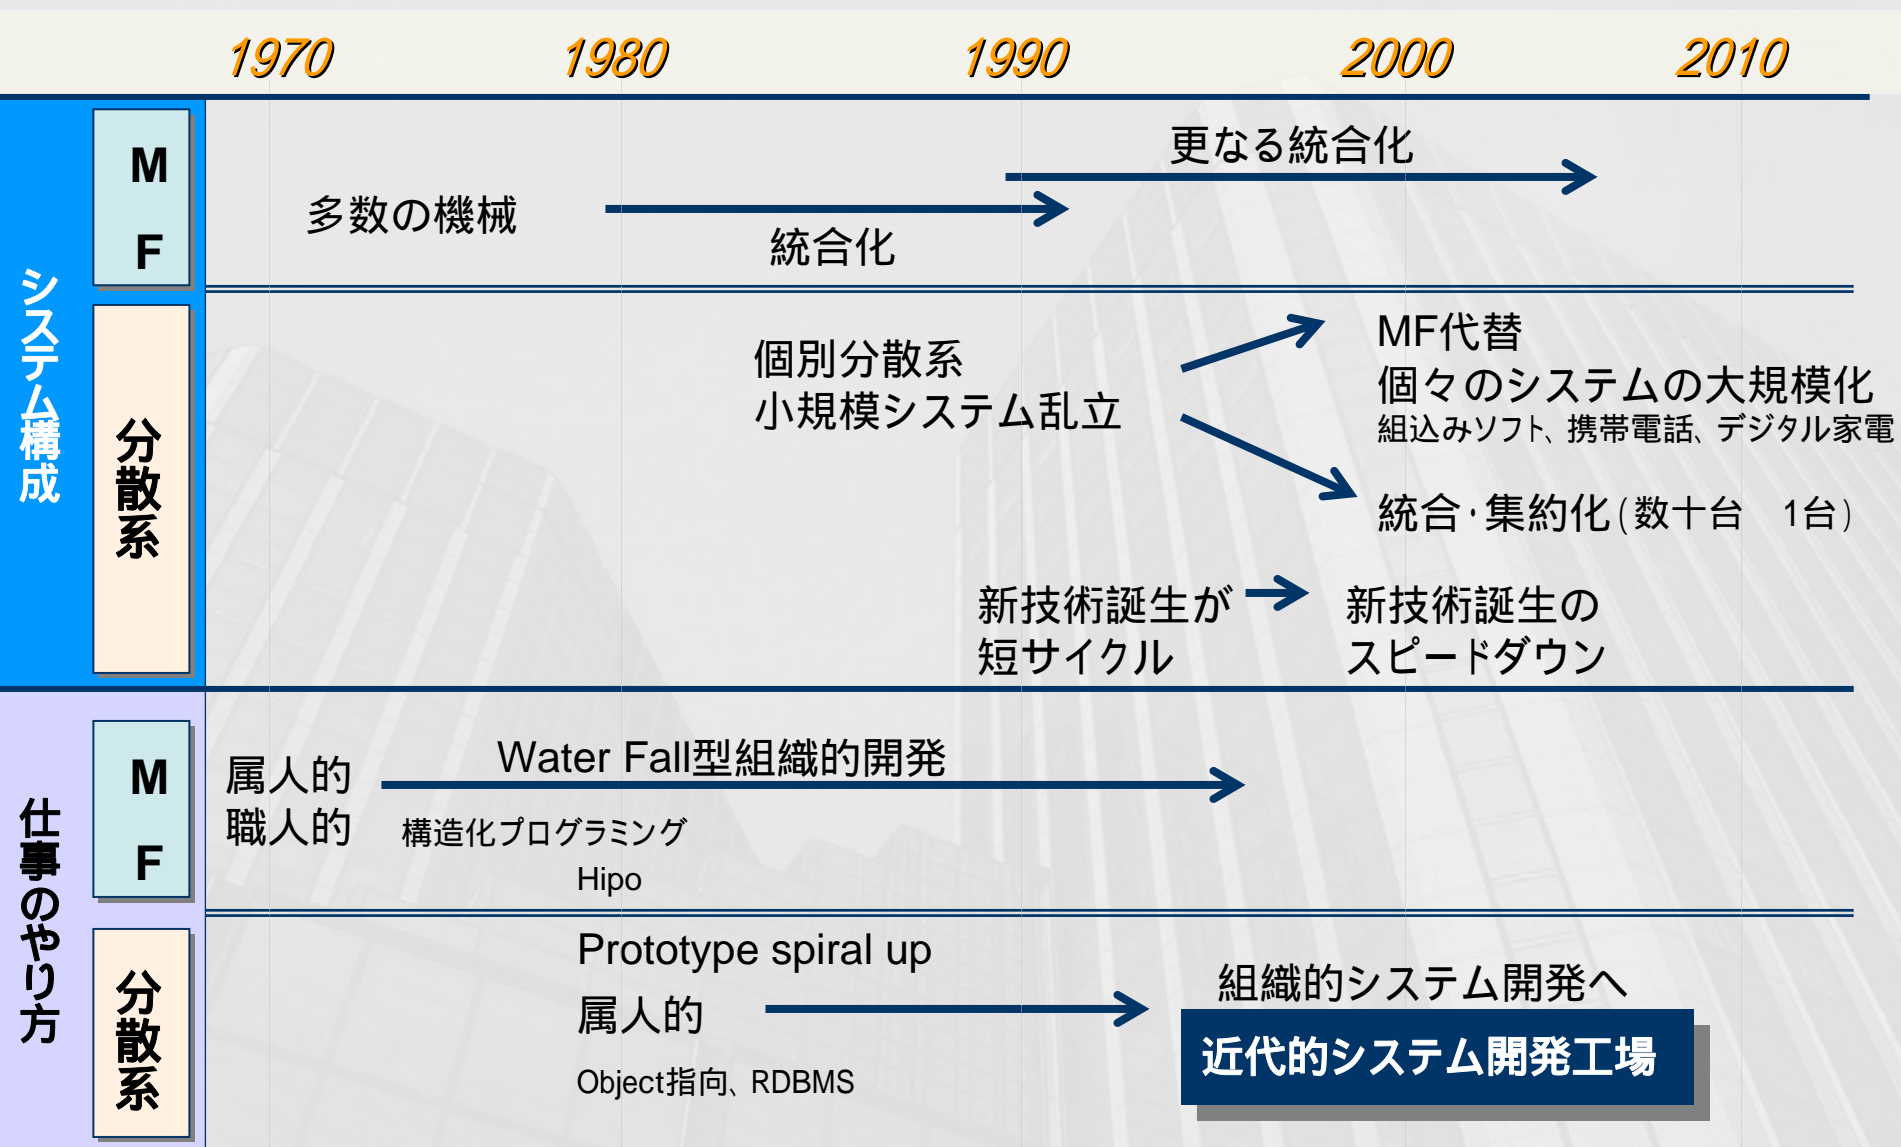 1970 1980 1990 2000 2010
システム構成
M
F
多数の機械
統合化
更なる統合化
分散系
個別分散系
小規模システム乱立
MF代替
個々のシステムの大規模化
組込みソフト、携帯電話、デジタル家電
統合・集約化(数十台　1台)
新技術誕生が
短サイクル
新技術誕生の
スピードダウン
仕事のやり方
M
F
属人的
職人的
Water Fall型組織的開発
構造化プログラミング
Hipo
分散系
Prototype spiral up
属人的
Object指向、RDBMS
組織的システム開発へ
近代的システム開発工場